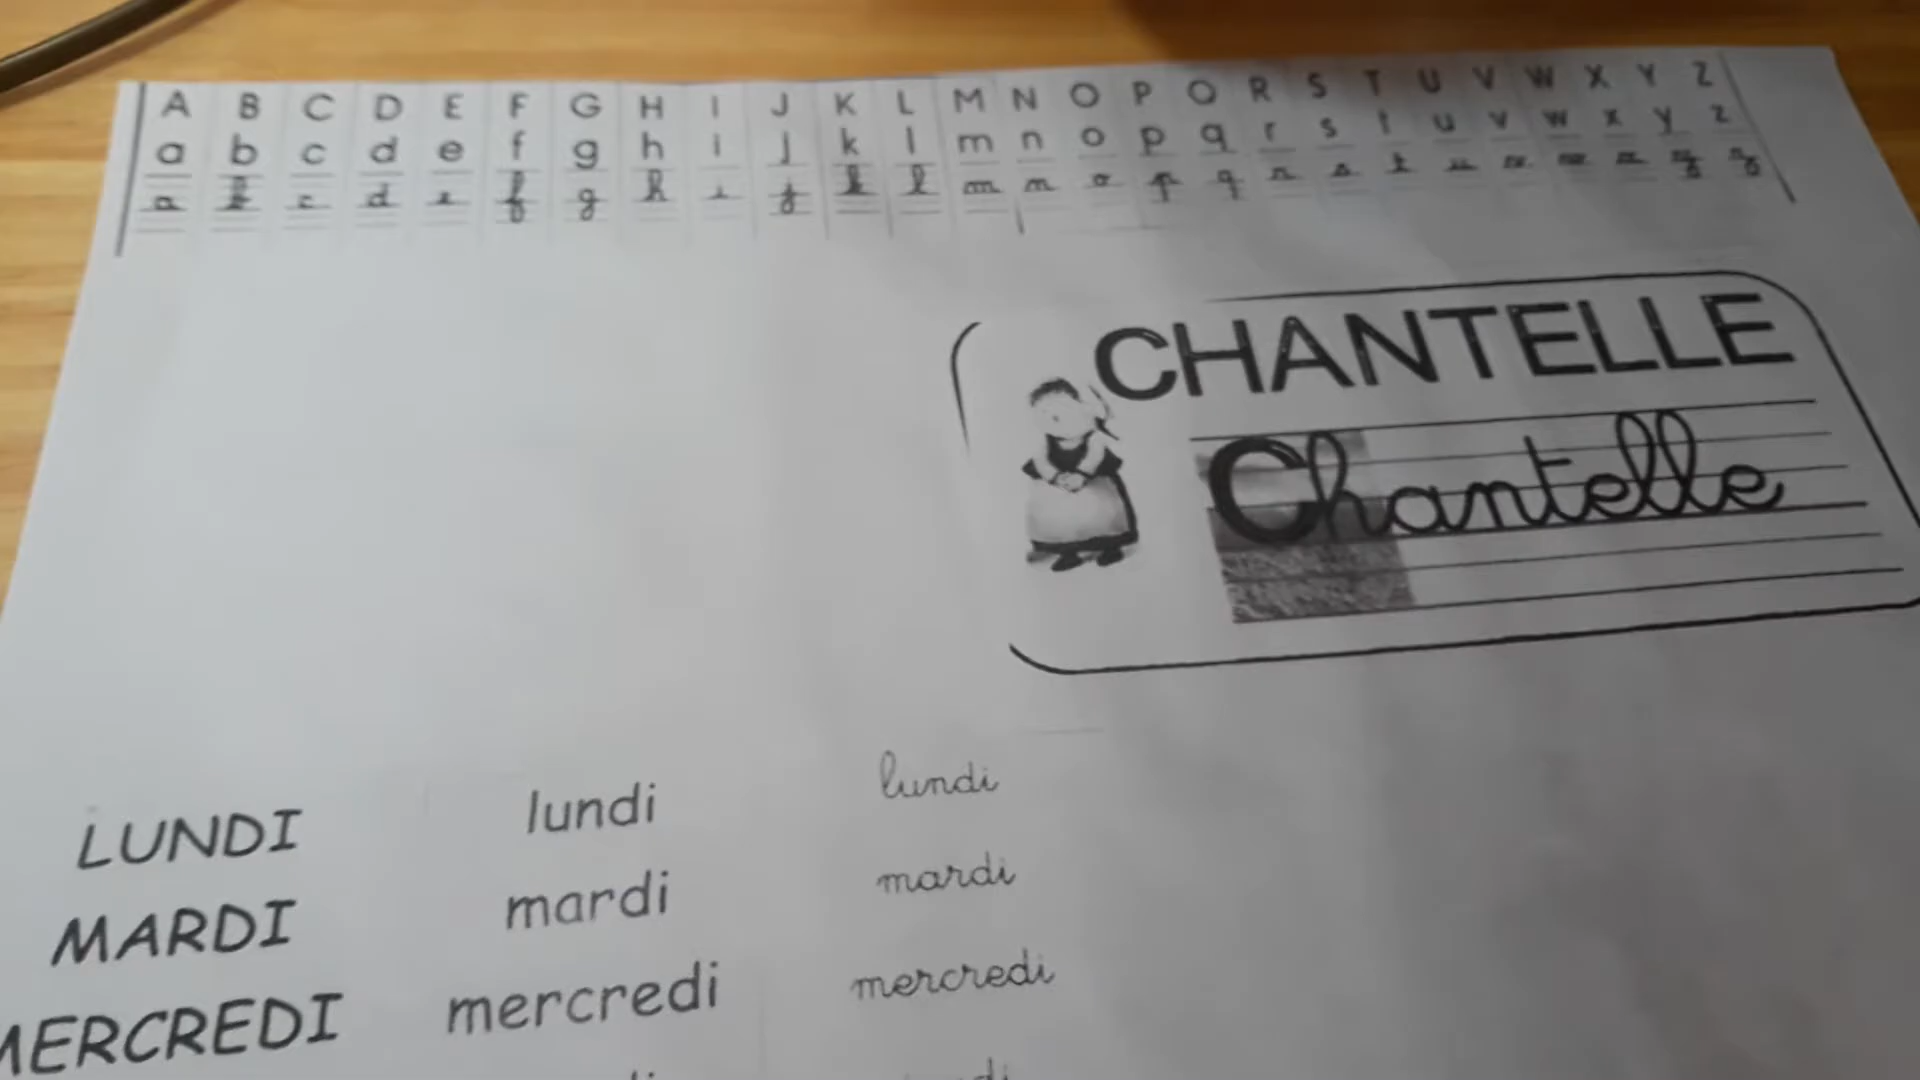 A B C D E F G H I J K L M N O P Q R S T U V W X Y Z
a b c d e f g h i j k l m n o p q r s t u v w x y z
a b c d e f g h i j k l m n o p q r s t u v w x y z
CHANTELLE
Chantelle
LUNDI lundi lundi
MARDI mardi mardi
MERCREDI mercredi mercredi